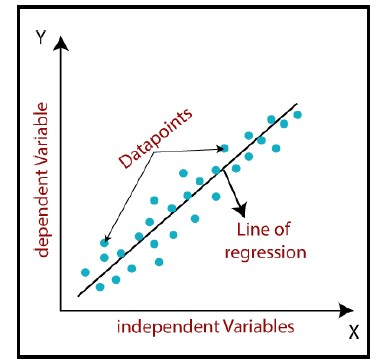 Y
dependent Variable
Datapoints
Line of
regression
independent Variables
X